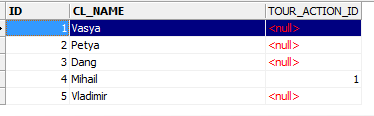 ID CL_NAME TOUR_ACTION_ID
1 Vasya <null>
2 Petya <null>
3 Dang <null>
4 Mihail 1
5 Vladimir <null>